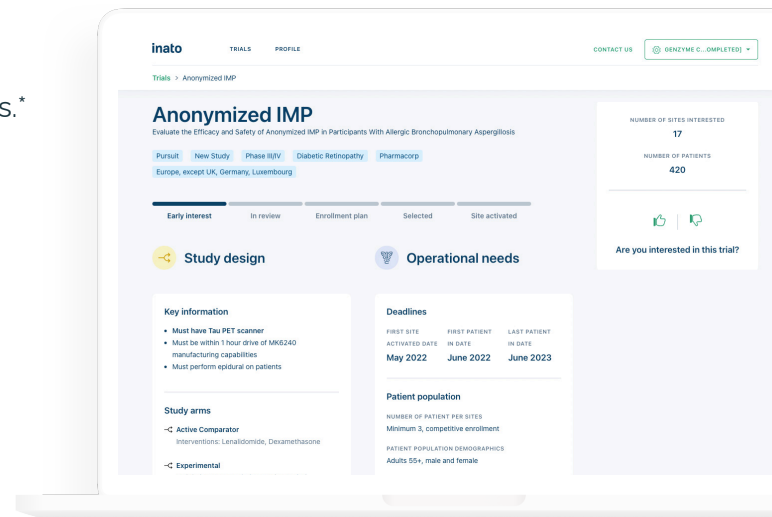 s.*
inato
TRIALS
PROFILE
CONTACT US
GENZYME C...OMPLETED]
Trials > Anonymized IMP
Anonymized IMP
Evaluate the Efficacy and Safety of Anonymized IMP in Participants With Allergic Bronchopulmonary Aspergillosis
Pursuit
New Study
Phase III/IV
Diabetic Retinopathy
Pharmacorp
Europe, except UK, Germany, Luxembourg
NUMBER OF SITES INTERESTED
17
NUMBER OF PATIENTS
420
Are you interested in this trial?
Early interest
In review
Enrollment plan
Selected
Site activated
Study design
Key information
• Must have Tau PET scanner
• Must be within 1 hour drive of MK6240
manufacturing capabilities
• Must perform epidural on patients
Study arms
Active Comparator
Interventions: Lenalidomide, Dexamethasone
Experimental
Operational needs
Deadlines
FIRST SITE ACTIVATED DATE
May 2022
FIRST PATIENT IN DATE
June 2022
LAST PATIENT IN DATE
June 2023
Patient population
NUMBER OF PATIENT PER SITES
Minimum 3, competitive enrollment
PATIENT POPULATION DEMOGRAPHICS
Adults 55+, male and female